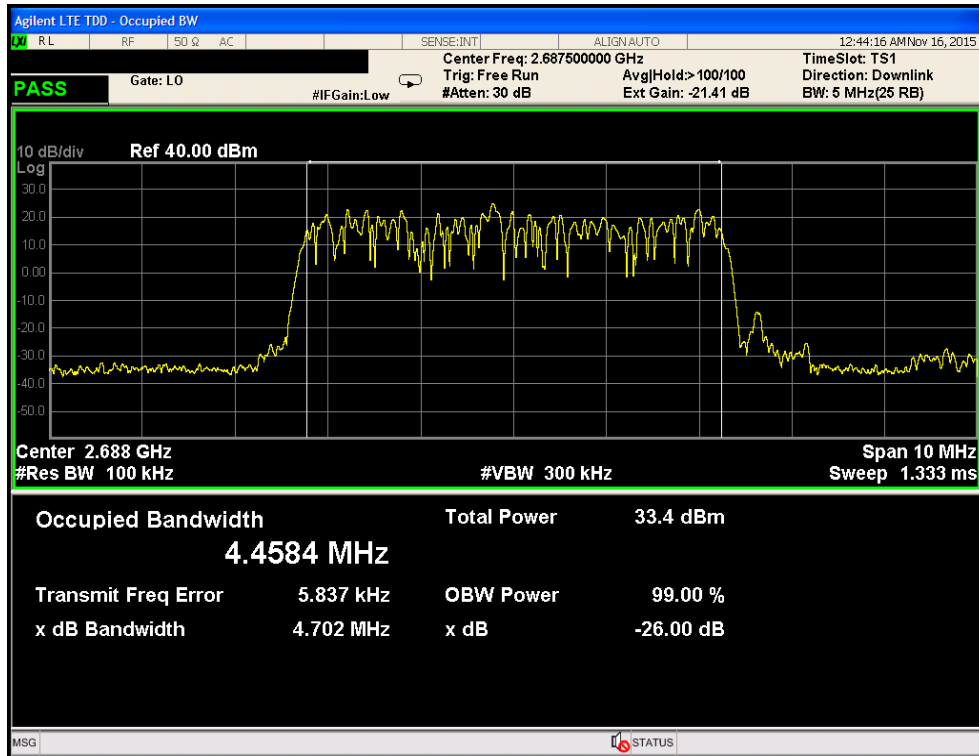 Agilent LTE TDD - Occupied BW
LXI RL RF 50 Ω AC SENSE:INT ALIGN AUTO 12:44:16 AM Nov 16, 2015
Center Freq: 2.687500000 GHz TimeSlot: TS1
PASS Gate: LO Trig: Free Run Avg|Hold:>100/100 Direction: Downlink
#IFGain:Low #Atten: 30 dB Ext Gain: -21.41 dB BW: 5 MHz(25 RB)
10 dB/div Ref 40.00 dBm
Log
30.0
20.0
10.0
0.00
-10.0
-20.0
-30.0
-40.0
-50.0
Center 2.688 GHz Span 10 MHz
#Res BW 100 kHz #VBW 300 kHz Sweep 1.333 ms
Occupied Bandwidth Total Power 33.4 dBm
4.4584 MHz
Transmit Freq Error 5.837 kHz OBW Power 99.00 %
x dB Bandwidth 4.702 MHz x dB -26.00 dB
MSG STATUS